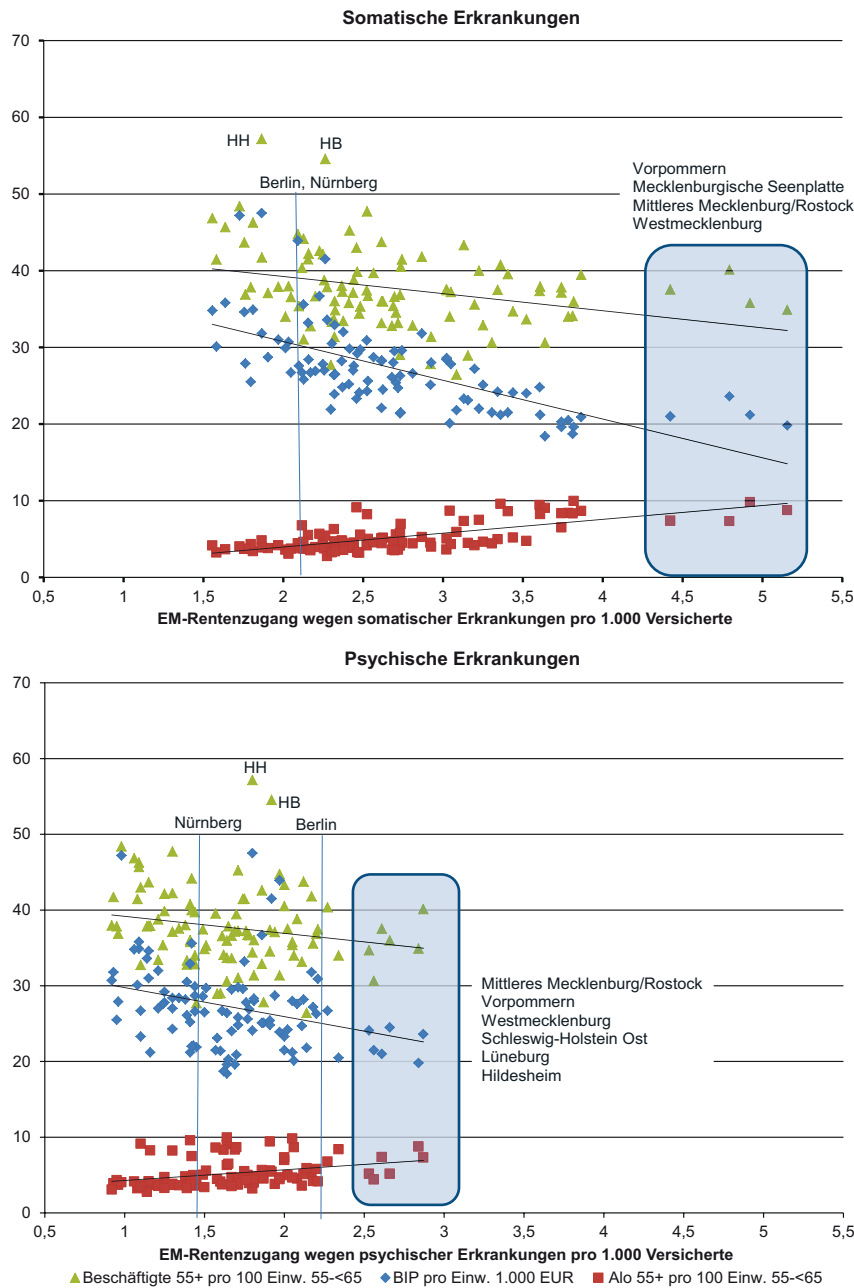 Somatische Erkrankungen
70
60
50
40
30
20
10
0
HH
HB
Berlin, Nürnberg
Vorpommern
Mecklenburgische Seenplatte
Mittleres Mecklenburg/Rostock
Westmecklenburg
0,5 1 1,5 2 2,5 3 3,5 4 4,5 5 5,5
EM-Rentenzugang wegen somatischer Erkrankungen pro 1.000 Versicherte
Psychische Erkrankungen
70
60
50
40
30
20
10
0
HH
HB
Nürnberg
Berlin
Mittleres Mecklenburg/Rostock
Vorpommern
Westmecklenburg
Schleswig-Holstein Ost
Lüneburg
Hildesheim
0,5 1 1,5 2 2,5 3 3,5 4 4,5 5 5,5
EM-Rentenzugang wegen psychischer Erkrankungen pro 1.000 Versicherte
Beschäftigte 55+ pro 100 Einw. 55-<65 BIP pro Einw. 1.000 EUR Alo 55+ pro 100 Einw. 55-<65